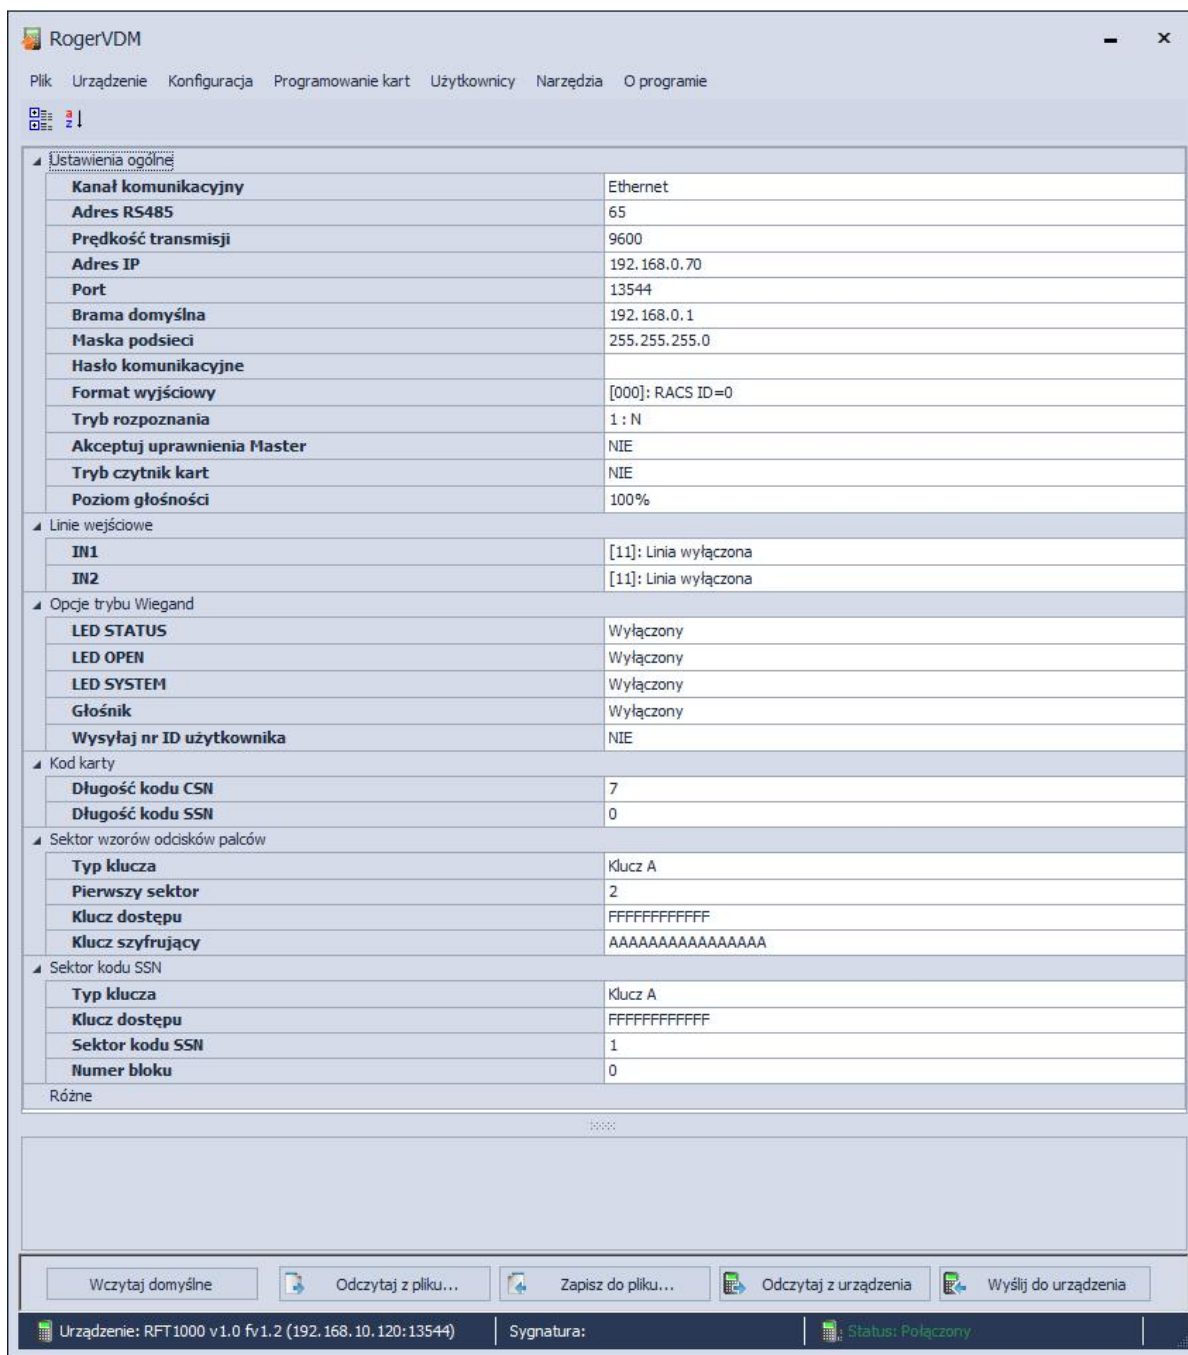 RogerVDM
Plik Urządzenie Konfiguracja Programowanie kart Użytkownicy Narzędzia O programie
Ustawienia ogólne
Kanał komunikacyjny Ethernet
Adres RS485 65
Prędkość transmisji 9600
Adres IP 192.168.0.70
Port 13544
Brama domyślna 192.168.0.1
Maska podsieci 255.255.255.0
Hasło komunikacyjne
Format wyjściowy [000]: RACS ID=0
Tryb rozpoznania 1 : N
Akceptuj uprawnienia Master NIE
Tryb czytnik kart NIE
Poziom głośności 100%
Linie wejściowe
IN1 [11]: Linia wyłączona
IN2 [11]: Linia wyłączona
Opcje trybu Wiegand
LED STATUS Wyłączony
LED OPEN Wyłączony
LED SYSTEM Wyłączony
Głośnik Wyłączony
Wysyłaj nr ID użytkownika NIE
Kod karty
Długość kodu CSN 7
Długość kodu SSN 0
Sektor wzorów odcisków palców
Typ klucza Klucz A
Pierwszy sektor 2
Klucz dostępu FFFFFFFFFFFF
Klucz szyfrujący AAAAAAAAAAAAAAAA
Sektor kodu SSN
Typ klucza Klucz A
Klucz dostępu FFFFFFFFFFFF
Sektor kodu SSN 1
Numer bloku 0
Różne
Wczytaj domyślne Odczytaj z pliku... Zapisz do pliku... Odczytaj z urządzenia Wyślij do urządzenia
Urządzenie: RFT1000 v1.0 fv1.2 (192.168.10.120:13544) Sygnatura: Status: Połączony